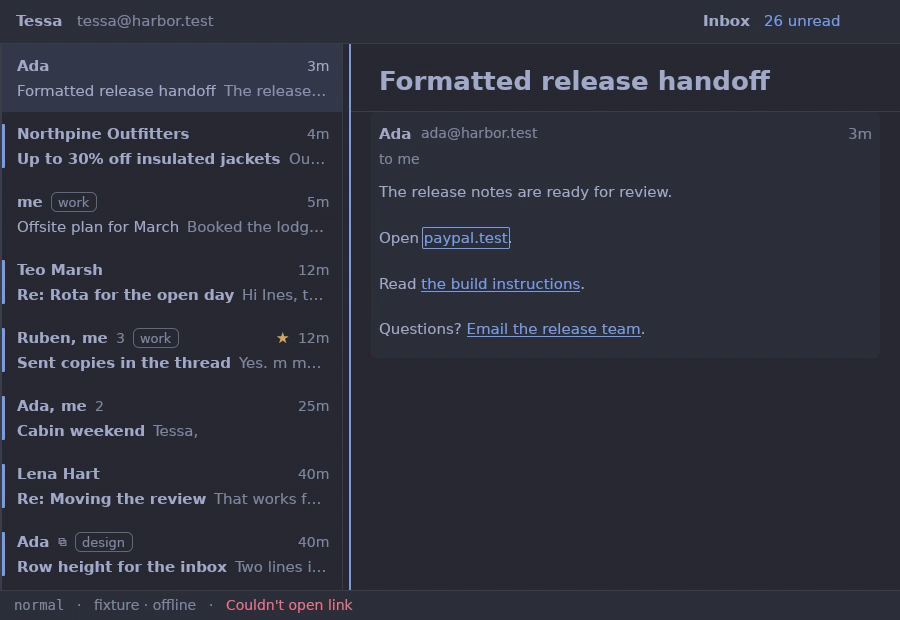 Tessa tessa@harbor.test Inbox 26 unread
Ada 3m
Formatted release handoff The release…
Northpine Outfitters 4m
Up to 30% off insulated jackets Ou…
me work 5m
Offsite plan for March Booked the lodg…
Teo Marsh 12m
Re: Rota for the open day Hi Ines, t…
Ruben, me 3 work ★ 12m
Sent copies in the thread Yes. m m…
Ada, me 2 25m
Cabin weekend Tessa,
Lena Hart 40m
Re: Moving the review That works f…
Ada design 40m
Row height for the inbox Two lines i…
Formatted release handoff
Ada ada@harbor.test 3m
to me
The release notes are ready for review.
Open paypal.test.
Read the build instructions.
Questions? Email the release team.
normal · fixture · offline · Couldn't open link